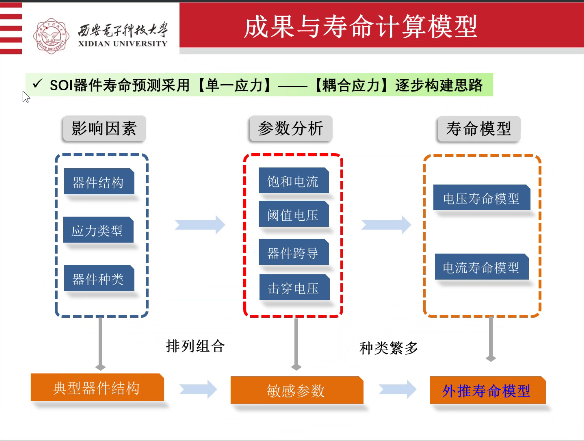 西安电子科技大学
XIDIAN UNIVERSITY
成果与寿命计算模型
✓ SOI器件寿命预测采用【单一应力】——【耦合应力】逐步构建思路
影响因素
参数分析
寿命模型
器件结构
应力类型
器件种类
饱和电流
阈值电压
器件跨导
击穿电压
电压寿命模型
电流寿命模型
排列组合
种类繁多
典型器件结构
敏感参数
外推寿命模型